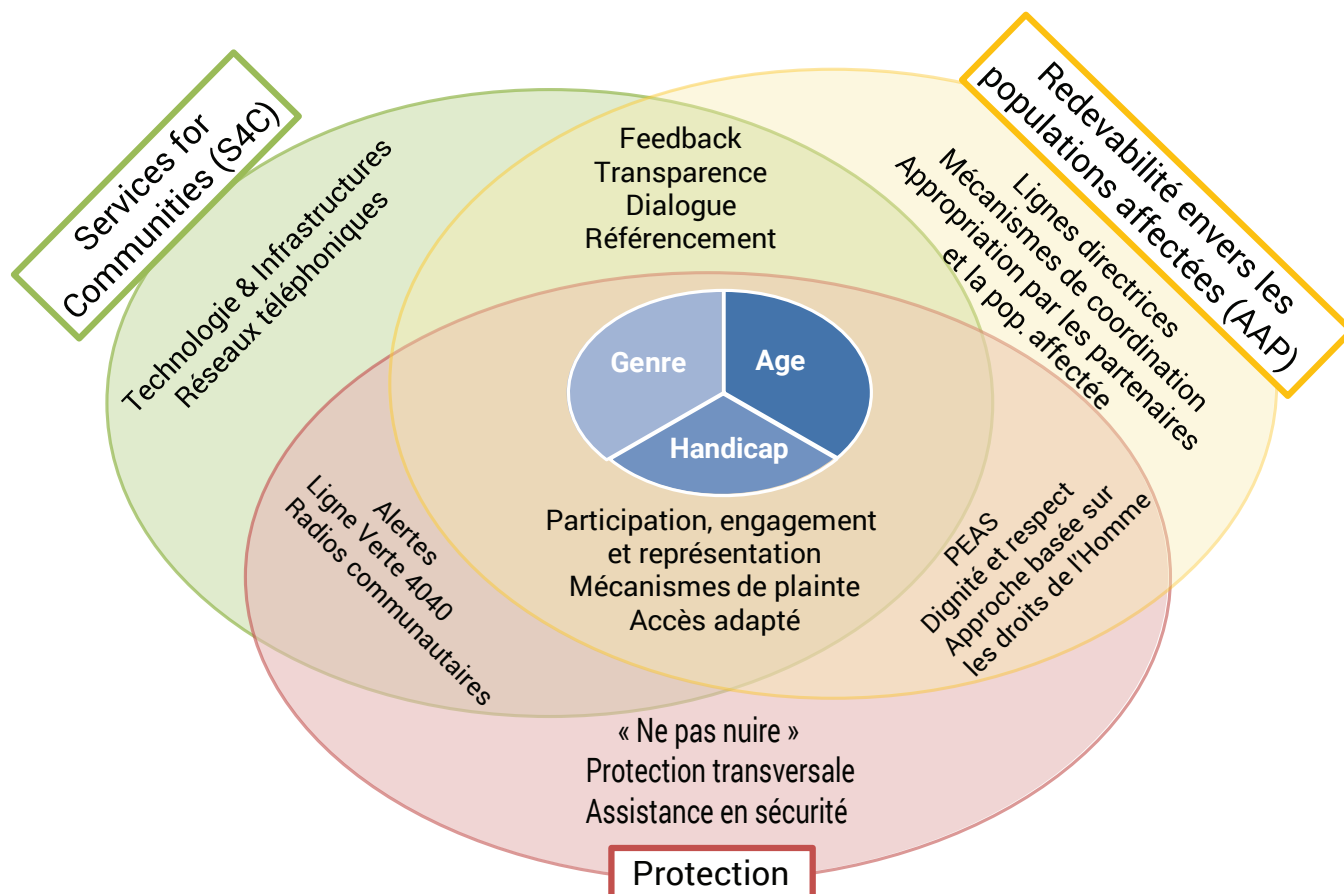 Services for
Communities (S4C)
Redevabilité envers les
populations affectées (AAP)
Feedback
Transparence
Dialogue
Référencement
Technologie & Infrastructures
Réseaux téléphoniques
Lignes directrices
Mécanismes de coordination
Appropriation par les partenaires
et la pop. affectée
Genre
Age
Handicap
Participation, engagement
et représentation
Mécanismes de plainte
Accès adapté
Alertes
Ligne Verte 4040
Radios communautaires
PEAS
Dignité et respect
Approche basée sur
les droits de l'Homme
« Ne pas nuire »
Protection transversale
Assistance en sécurité
Protection